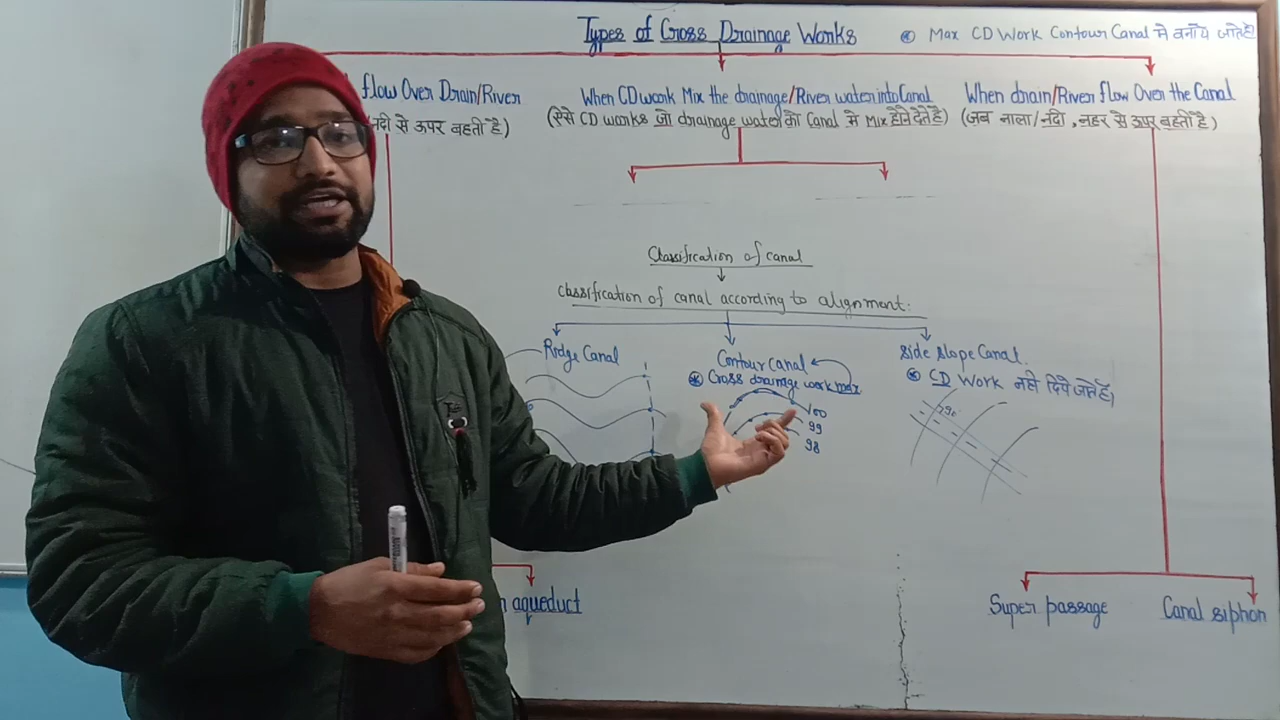 Types of Cross Drainage Works
* Max CD Work Contour Canal मे बनाये जाते है
flow Over Drain/River
नदी से ऊपर बहती है)
When CD work Mix the drainage/River water into Canal
(ऐसे CD works जो drainage water को Canal मे Mix होने देते है)
When drain/River flow Over the Canal
(जब नाला/नदी, नहर से ऊपर बहती है)
Classification of canal
Classification of canal according to alignment.
Ridge Canal
Contour Canal
* Cross drainage work max
100
99
98
Side slope Canal.
* CD Work नही दिये जाते है
90°
aqueduct
Super passage
Canal siphon